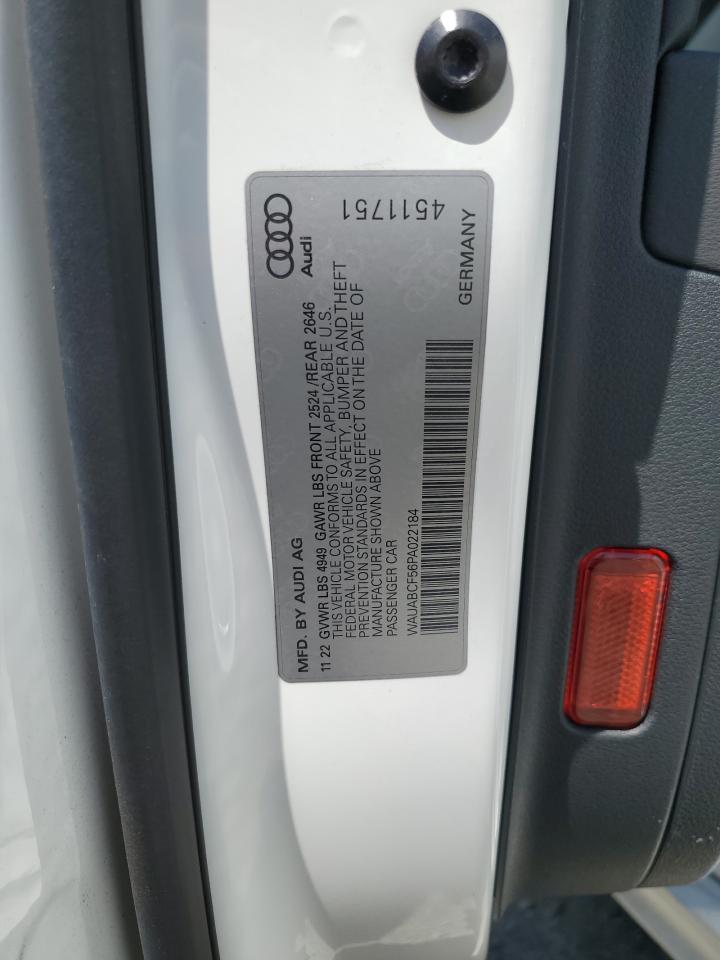 MFD. BY AUDI AG
Audi
11 22 GVWR LBS 4949 GAWR LBS FRONT 2524/REAR 2646
THIS VEHICLE CONFORMS TO ALL APPLICABLE U.S.
FEDERAL MOTOR VEHICLE SAFETY, BUMPER AND THEFT
PREVENTION STANDARDS IN EFFECT ON THE DATE OF
MANUFACTURE SHOWN ABOVE
PASSENGER CAR
WAUABCF56PA022184
GERMANY
4511751